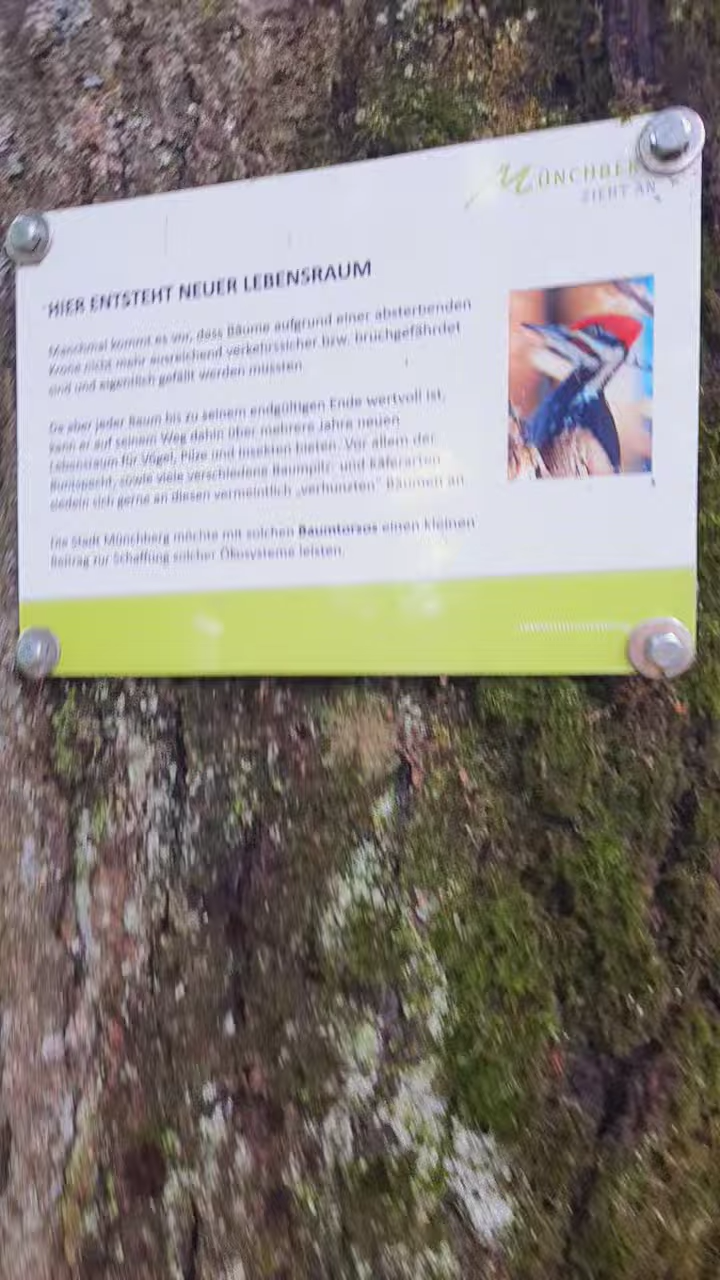 MÜNCHBERG
ZIEHT AN
HIER ENTSTEHT NEUER LEBENSRAUM
Manchmal kommt es vor, dass Bäume aufgrund einer absterbenden
Krone nicht mehr ausreichend verkehrssicher bzw. bruchgefährdet
sind und eigentlich gefällt werden müssten.
Da aber jeder Baum bis zu seinem endgültigen Ende wertvoll ist,
kann er auf seinem Weg dahin über mehrere Jahre neuen
Lebensraum für Vögel, Pilze und Insekten bieten. Vor allem der
Buntspecht, sowie viele verschiedene Baumpilz- und Käferarten
siedeln sich gerne an diesen vermeintlich „verhunzten" Bäumen an.
Die Stadt Münchberg möchte mit solchen Baumtorsos einen kleinen
Beitrag zur Schaffung solcher Ökosysteme leisten.